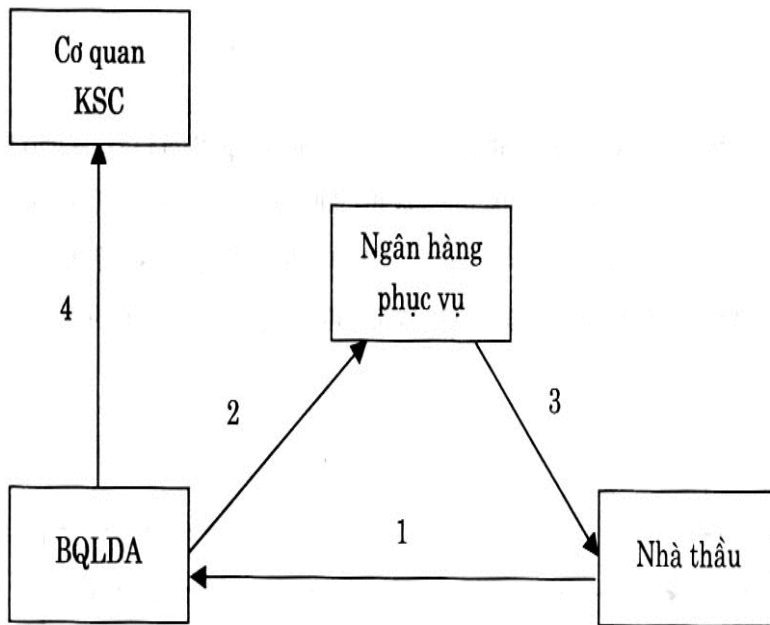 Cơ quan
KSC
Ngân hàng
phục vụ
4
2
3
BQLDA
1
Nhà thầu